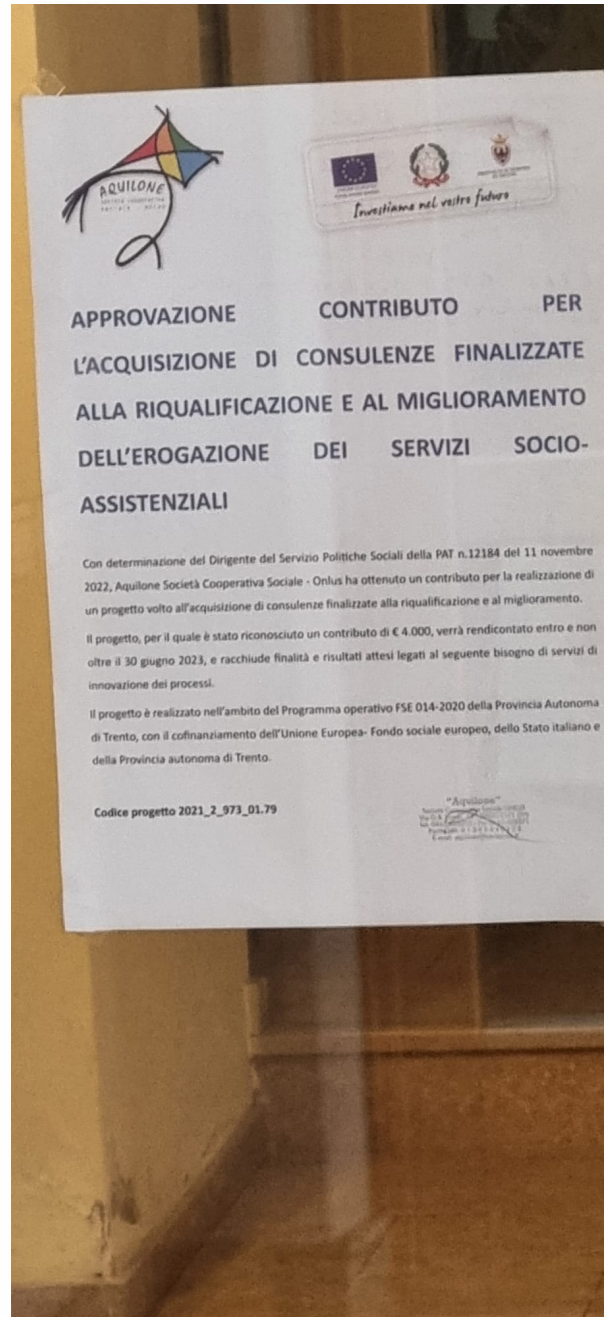 AQUILONE
Investiamo nel vostro futuro
APPROVAZIONE CONTRIBUTO PER
L'ACQUISIZIONE DI CONSULENZE FINALIZZATE
ALLA RIQUALIFICAZIONE E AL MIGLIORAMENTO
DELL'EROGAZIONE DEI SERVIZI SOCIO-
ASSISTENZIALI
Con determinazione del Dirigente del Servizio Politiche Sociali della PAT n.12184 del 11 novembre
2022, Aquilone Società Cooperativa Sociale - Onlus ha ottenuto un contributo per la realizzazione di
un progetto volto all'acquisizione di consulenze finalizzate alla riqualificazione e al miglioramento.
Il progetto, per il quale è stato riconosciuto un contributo di € 4.000, verrà rendicontato entro e non
oltre il 30 giugno 2023, e racchiude finalità e risultati attesi legati al seguente bisogno di servizi di
innovazione dei processi.
Il progetto è realizzato nell'ambito del Programma operativo FSE 014-2020 della Provincia Autonoma
di Trento, con il cofinanziamento dell'Unione Europea- Fondo sociale europeo, dello Stato italiano e
della Provincia autonoma di Trento.
Codice progetto 2021_2_973_01.79
"Aquilone"